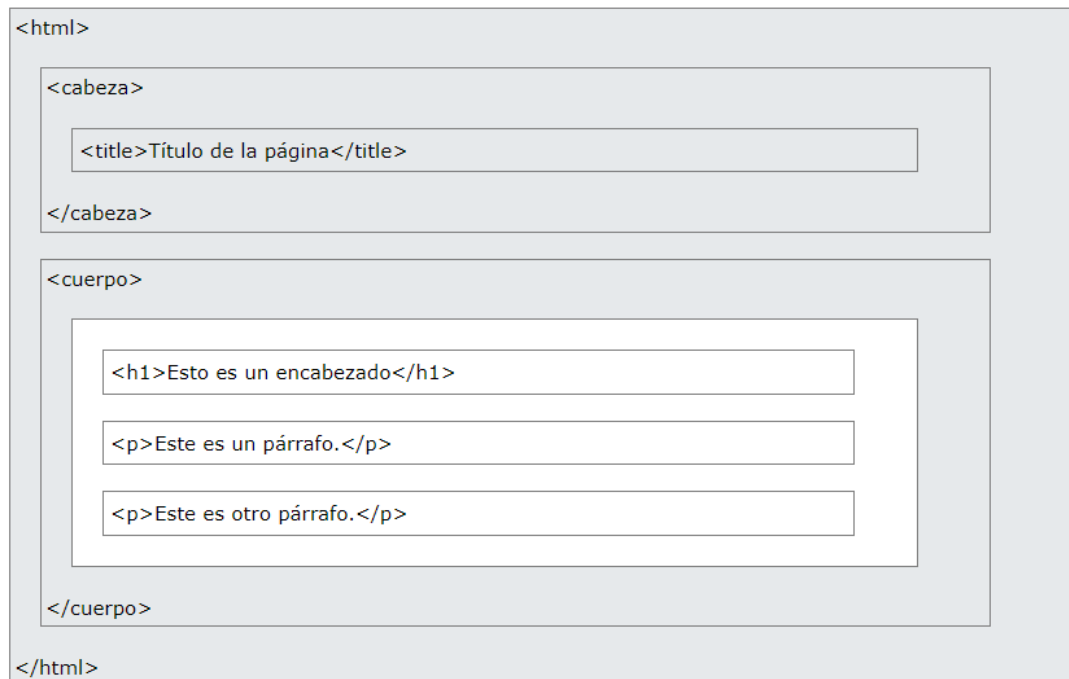 <html>
<cabeza>
<title>Título de la página</title>
</cabeza>
<cuerpo>
<h1>Esto es un encabezado</h1>
<p>Este es un párrafo.</p>
<p>Este es otro párrafo.</p>
</cuerpo>
</html>